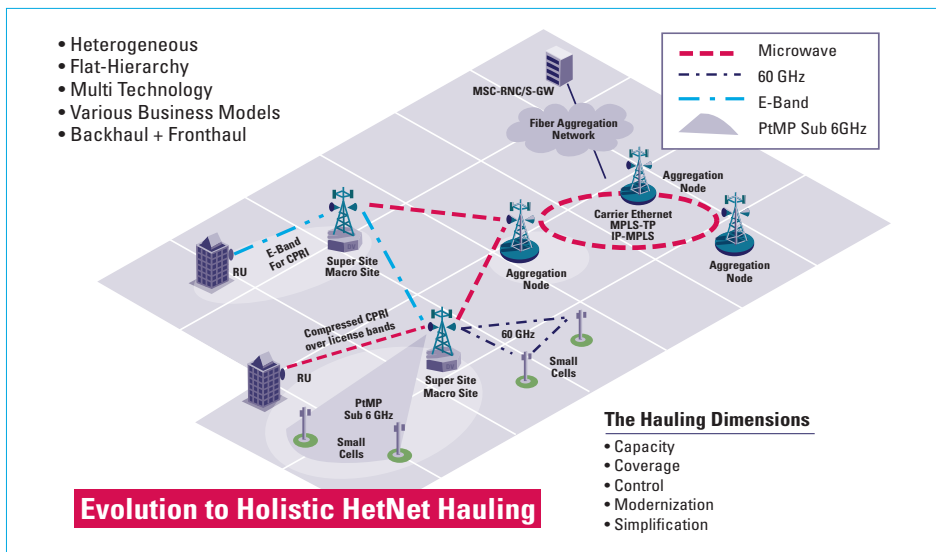 • Heterogeneous
• Flat-Hierarchy
• Multi Technology
• Various Business Models
• Backhaul + Fronthaul
Microwave
60 GHz
E-Band
PtMP Sub 6GHz
MSC-RNC/S-GW
Fiber Aggregation
Network
Aggregation
Node
Carrier Ethernet
MPLS-TP
IP-MPLS
Aggregation
Node
Aggregation
Node
E-Band
For CPRI
RU
Super Site
Macro Site
Compressed CPRI
over license bands
RU
60 GHz
Small
Cells
Super Site
Macro Site
PtMP
Sub 6 GHz
Small
Cells
The Hauling Dimensions
• Capacity
• Coverage
• Control
• Modernization
• Simplification
Evolution to Holistic HetNet Hauling